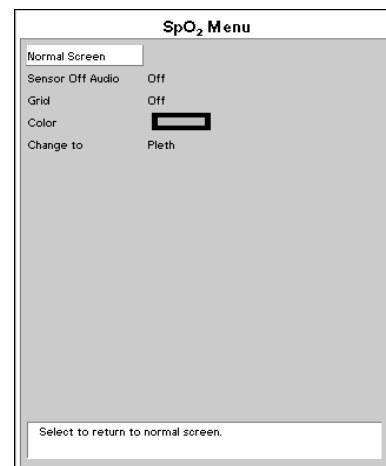 SpO₂ Menu
Normal Screen
Sensor Off Audio Off
Grid Off
Color
Change to Pleth
Select to return to normal screen.